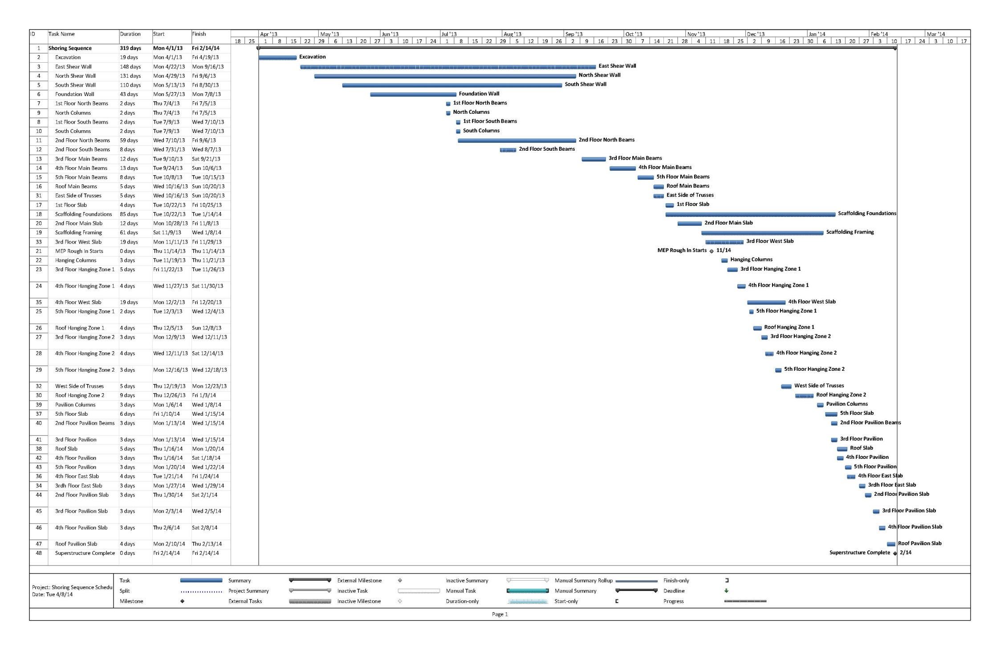 ID Task Name Duration Start Finish Apr '13 May '13 Jun '13 Jul '13 Aug '13 Sep '13 Oct '13 Nov '13 Dec '13 Jan '14 Feb '14 Mar '14
18 25 1 8 15 22 29 6 13 20 27 3 10 17 24 1 8 15 22 29 5 12 19 26 2 9 16 23 30 7 14 21 28 4 11 18 25 2 9 16 23 30 6 13 20 27 3 10 17 24 3 10 17
1 Shoring Sequence 319 days Mon 4/1/13 Fri 2/14/14
2 Excavation 19 days Mon 4/1/13 Fri 4/19/13 Excavation
3 East Shear Wall 148 days Mon 4/22/13 Mon 9/16/13 East Shear Wall
4 North Shear Wall 131 days Mon 4/29/13 Fri 9/6/13 North Shear Wall
5 South Shear Wall 110 days Mon 5/13/13 Fri 8/30/13 South Shear Wall
6 Foundation Wall 43 days Mon 5/27/13 Mon 7/8/13 Foundation Wall
7 1st Floor North Beams 2 days Thu 7/4/13 Fri 7/5/13 1st Floor North Beams
9 North Columns 2 days Thu 7/4/13 Fri 7/5/13 North Columns
8 1st Floor South Beams 2 days Tue 7/9/13 Wed 7/10/13 1st Floor South Beams
10 South Columns 2 days Tue 7/9/13 Wed 7/10/13 South Columns
11 2nd Floor North Beams 59 days Wed 7/10/13 Fri 9/6/13 2nd Floor North Beams
12 2nd Floor South Beams 8 days Wed 7/31/13 Wed 8/7/13 2nd Floor South Beams
13 3rd Floor Main Beams 12 days Tue 9/10/13 Sat 9/21/13 3rd Floor Main Beams
14 4th Floor Main Beams 13 days Tue 9/24/13 Sun 10/6/13 4th Floor Main Beams
15 5th Floor Main Beams 8 days Tue 10/8/13 Tue 10/15/13 5th Floor Main Beams
16 Roof Main Beams 5 days Wed 10/16/13 Sun 10/20/13 Roof Main Beams
31 East Side of Trusses 5 days Wed 10/16/13 Sun 10/20/13 East Side of Trusses
17 1st Floor Slab 4 days Tue 10/22/13 Fri 10/25/13 1st Floor Slab
18 Scaffolding Foundations 85 days Tue 10/22/13 Tue 1/14/14 Scaffolding Foundations
20 2nd Floor Main Slab 12 days Mon 10/28/13 Fri 11/8/13 2nd Floor Main Slab
19 Scaffolding Framing 61 days Sat 11/9/13 Wed 1/8/14 Scaffolding Framing
33 3rd Floor West Slab 19 days Mon 11/11/13 Fri 11/29/13 3rd Floor West Slab
21 MEP Rough In Starts 0 days Thu 11/14/13 Thu 11/14/13 MEP Rough In Starts 11/14
22 Hanging Columns 3 days Tue 11/19/13 Thu 11/21/13 Hanging Columns
23 3rd Floor Hanging Zone 1 5 days Fri 11/22/13 Tue 11/26/13 3rd Floor Hanging Zone 1
24 4th Floor Hanging Zone 1 4 days Wed 11/27/13 Sat 11/30/13 4th Floor Hanging Zone 1
35 4th Floor West Slab 19 days Mon 12/2/13 Fri 12/20/13 4th Floor West Slab
25 5th Floor Hanging Zone 1 2 days Tue 12/3/13 Wed 12/4/13 5th Floor Hanging Zone 1
26 Roof Hanging Zone 1 4 days Thu 12/5/13 Sun 12/8/13 Roof Hanging Zone 1
27 3rd Floor Hanging Zone 2 3 days Mon 12/9/13 Wed 12/11/13 3rd Floor Hanging Zone 2
28 4th Floor Hanging Zone 2 4 days Wed 12/11/13 Sat 12/14/13 4th Floor Hanging Zone 2
29 5th Floor Hanging Zone 2 3 days Mon 12/16/13 Wed 12/18/13 5th Floor Hanging Zone 2
32 West Side of Trusses 5 days Thu 12/19/13 Mon 12/23/13 West Side of Trusses
30 Roof Hanging Zone 2 9 days Thu 12/26/13 Fri 1/3/14 Roof Hanging Zone 2
39 Pavilion Columns 3 days Mon 1/6/14 Wed 1/8/14 Pavilion Columns
37 5th Floor Slab 6 days Fri 1/10/14 Wed 1/15/14 5th Floor Slab
40 2nd Floor Pavilion Beams 3 days Mon 1/13/14 Wed 1/15/14 2nd Floor Pavilion Beams
41 3rd Floor Pavilion 3 days Mon 1/13/14 Wed 1/15/14 3rd Floor Pavilion
38 Roof Slab 5 days Thu 1/16/14 Mon 1/20/14 Roof Slab
42 4th Floor Pavilion 3 days Thu 1/16/14 Sat 1/18/14 4th Floor Pavilion
43 5th Floor Pavilion 3 days Mon 1/20/14 Wed 1/22/14 5th Floor Pavilion
36 4th Floor East Slab 4 days Tue 1/21/14 Fri 1/24/14 4th Floor East Slab
34 3rdh Floor East Slab 3 days Mon 1/27/14 Wed 1/29/14 3rdh Floor East Slab
44 2nd Floor Pavilion Slab 3 days Thu 1/30/14 Sat 2/1/14 2nd Floor Pavilion Slab
45 3rd Floor Pavilion Slab 3 days Mon 2/3/14 Wed 2/5/14 3rd Floor Pavilion Slab
46 4th Floor Pavilion Slab 3 days Thu 2/6/14 Sat 2/8/14 4th Floor Pavilion Slab
47 Roof Pavilion Slab 4 days Mon 2/10/14 Thu 2/13/14 Roof Pavilion Slab
48 Superstructure Complete 0 days Fri 2/14/14 Fri 2/14/14 Superstructure Complete 2/14
Project: Shoring Sequence Schedu
Date: Tue 4/8/14
Task Summary External Milestone Inactive Summary Manual Summary Rollup Finish-only
Split Project Summary Inactive Task Manual Task Manual Summary Deadline
Milestone External Tasks Inactive Milestone Duration-only Start-only Progress
Page 1